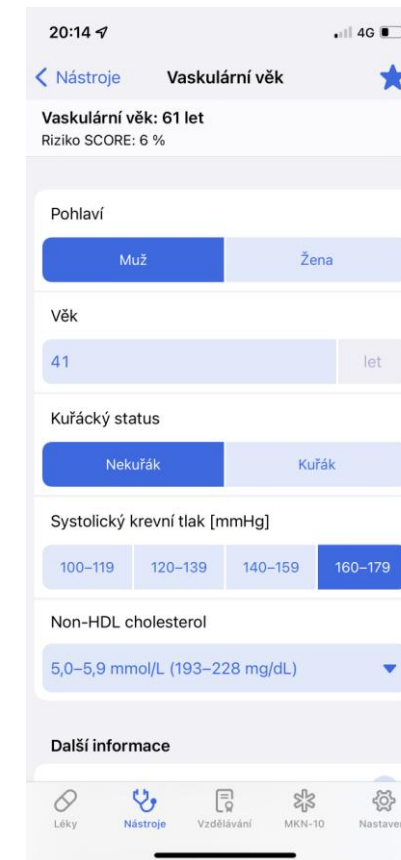 20:14 4G
Nástroje Vaskulární věk
Vaskulární věk: 61 let
Riziko SCORE: 6 %
Pohlaví
Muž Žena
Věk
41 let
Kuřácký status
Nekuřák Kuřák
Systolický krevní tlak [mmHg]
100–119 120–139 140–159 160–179
Non-HDL cholesterol
5,0–5,9 mmol/L (193–228 mg/dL)
Další informace
Léky Nástroje Vzdělávání MKN-10 Nastaven